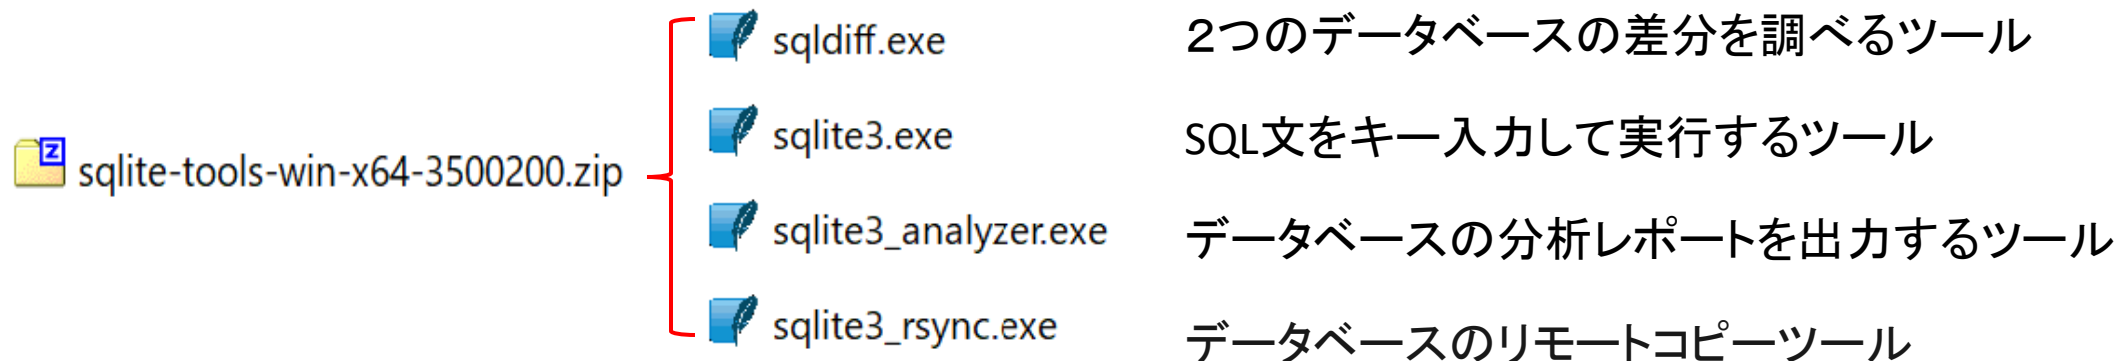 sqldiff.exe ２つのデータベースの差分を調べるツール
sqlite3.exe SQL文をキー入力して実行するツール
sqlite-tools-win-x64-3500200.zip
sqlite3_analyzer.exe データベースの分析レポートを出力するツール
sqlite3_rsync.exe データベースのリモートコピーツール